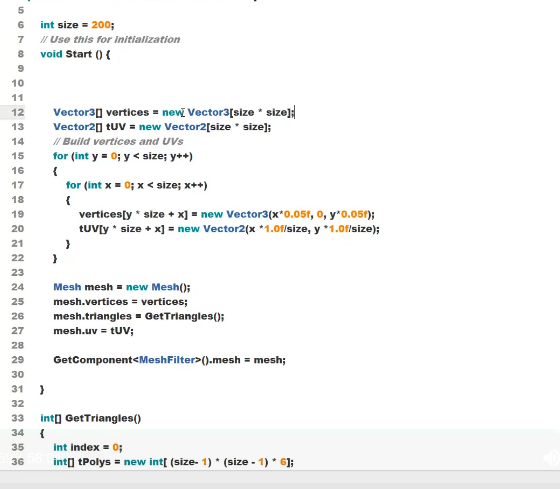 5
6 int size = 200;
7 // Use this for initialization
8 void Start () {
9
10
11
12 Vector3[] vertices = new Vector3[size * size];
13 Vector2[] tUV = new Vector2[size * size];
14 // Build vertices and UVs
15 for (int y = 0; y < size; y++)
16 {
17 for (int x = 0; x < size; x++)
18 {
19 vertices[y * size + x] = new Vector3(x*0.05f, 0, y*0.05f);
20 tUV[y * size + x] = new Vector2(x *1.0f/size, y *1.0f/size);
21 }
22 }
23
24 Mesh mesh = new Mesh();
25 mesh.vertices = vertices;
26 mesh.triangles = GetTriangles();
27 mesh.uv = tUV;
28
29 GetComponent<MeshFilter>().mesh = mesh;
30
31 }
32
33 int[] GetTriangles()
34 {
35 int index = 0;
36 int[] tPolys = new int[ (size- 1) * (size - 1) * 6];